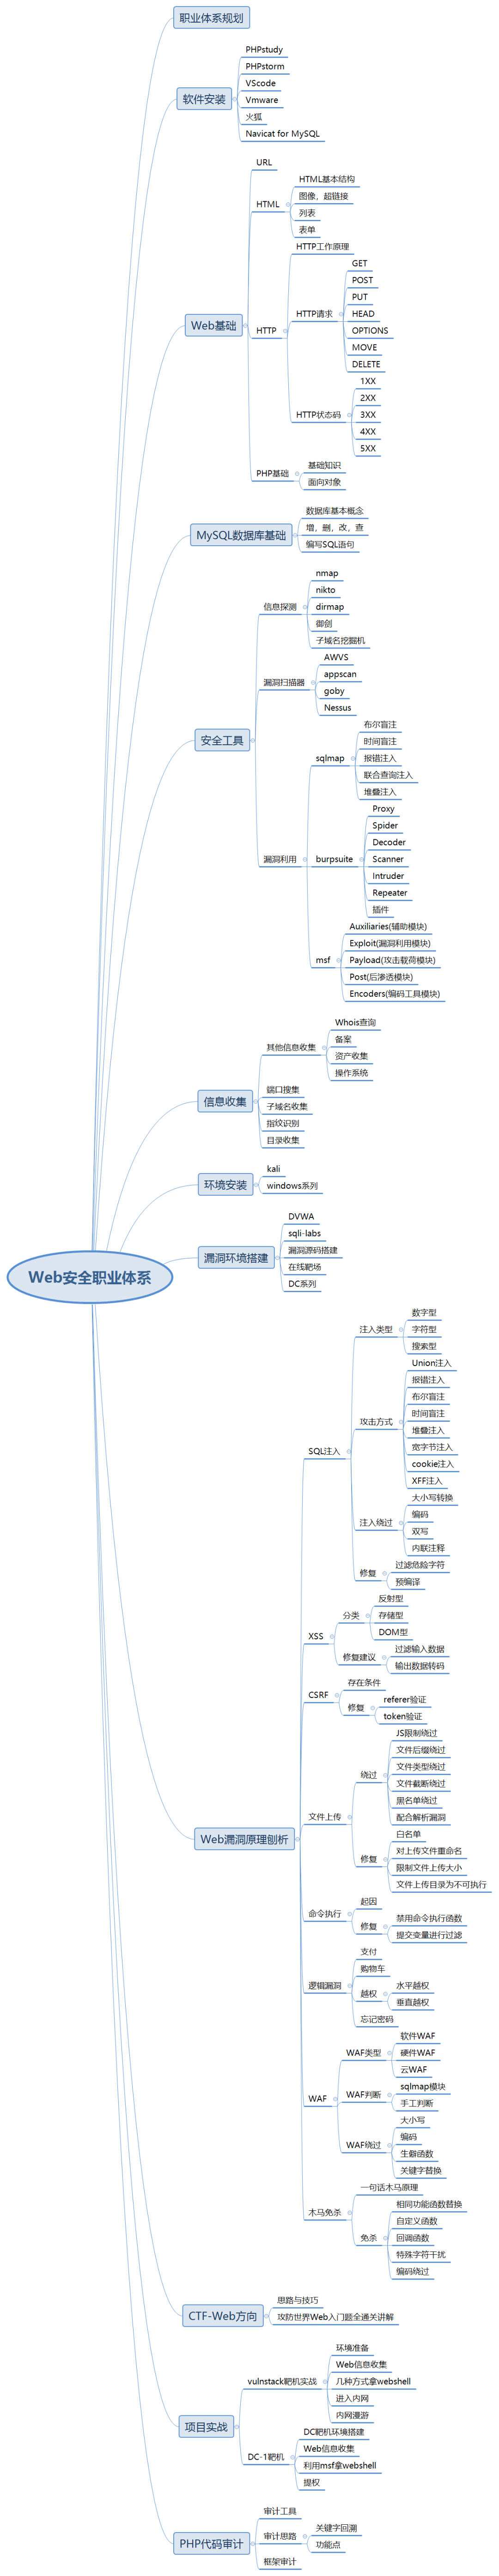 职业体系规划
软件安装
PHPstudy
PHPstorm
VScode
Vmware
火狐
Navicat for MySQL
Web基础
URL
HTML
HTML基本结构
图像，超链接
列表
表单
HTTP
HTTP工作原理
HTTP请求
GET
POST
PUT
HEAD
OPTIONS
MOVE
DELETE
HTTP状态码
1XX
2XX
3XX
4XX
5XX
PHP基础
基础知识
面向对象
MySQL数据库基础
数据库基本概念
增，删，改，查
编写SQL语句
安全工具
信息探测
nmap
nikto
dirmap
御剑
子域名挖掘机
漏洞扫描器
AWVS
appscan
goby
Nessus
漏洞利用
sqlmap
布尔盲注
时间盲注
报错注入
联合查询注入
堆叠注入
burpsuite
Proxy
Spider
Decoder
Scanner
Intruder
Repeater
插件
msf
Auxiliaries(辅助模块)
Exploit(漏洞利用模块)
Payload(攻击载荷模块)
Post(后渗透模块)
Encoders(编码工具模块)
信息收集
其他信息收集
Whois查询
备案
资产收集
操作系统
端口搜集
子域名收集
指纹识别
目录收集
环境安装
kali
windows系列
漏洞环境搭建
DVWA
sqli-labs
漏洞源码搭建
在线靶场
DC系列
Web安全职业体系
Web漏洞原理刨析
SQL注入
注入类型
数字型
字符型
搜索型
攻击方式
Union注入
报错注入
布尔盲注
时间盲注
堆叠注入
宽字节注入
cookie注入
XFF注入
注入绕过
大小写转换
编码
双写
内联注释
修复
过滤危险字符
预编译
XSS
分类
反射型
存储型
DOM型
修复建议
过滤输入数据
输出数据转码
CSRF
存在条件
修复
referer验证
token验证
文件上传
绕过
JS限制绕过
文件后缀绕过
文件类型绕过
文件截断绕过
黑名单绕过
配合解析漏洞
修复
白名单
对上传文件重命名
限制文件上传大小
文件上传目录为不可执行
命令执行
起因
修复
禁用命令执行函数
提交变量进行过滤
逻辑漏洞
支付
购物车
越权
水平越权
垂直越权
忘记密码
WAF
WAF类型
软件WAF
硬件WAF
云WAF
WAF判断
sqlmap模块
手工判断
WAF绕过
大小写
编码
生僻函数
关键字替换
木马免杀
一句话木马原理
免杀
相同功能函数替换
自定义函数
回调函数
特殊字符干扰
编码绕过
CTF-Web方向
思路与技巧
攻防世界Web入门题全通关讲解
项目实战
vulnstack靶机实战
环境准备
Web信息收集
几种方式拿webshell
进入内网
内网漫游
DC-1靶机
DC靶机环境搭建
Web信息收集
利用msf拿webshell
提权
PHP代码审计
审计工具
审计思路
关键字回溯
功能点
框架审计